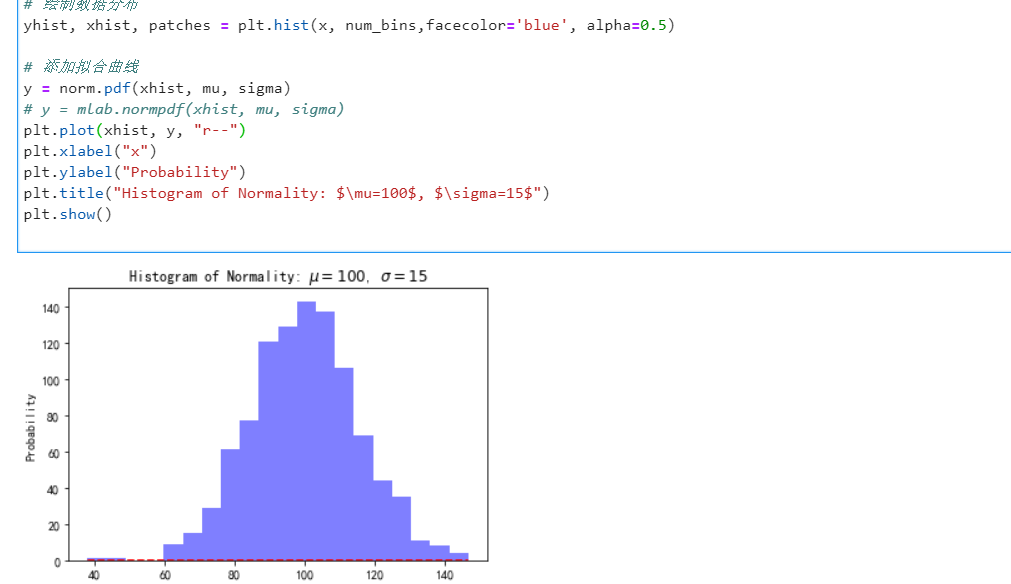 # 绘制数据分布
yhist, xhist, patches = plt.hist(x, num_bins,facecolor='blue', alpha=0.5)
# 添加拟合曲线
y = norm.pdf(xhist, mu, sigma)
# y = mlab.normpdf(xhist, mu, sigma)
plt.plot(xhist, y, "r--")
plt.xlabel("x")
plt.ylabel("Probability")
plt.title("Histogram of Normality: $\mu=100$, $\sigma=15$")
plt.show()
Histogram of Normality: μ=100, σ=15
140
120
100
80
60
40
20
0
Probability
40 60 80 100 120 140